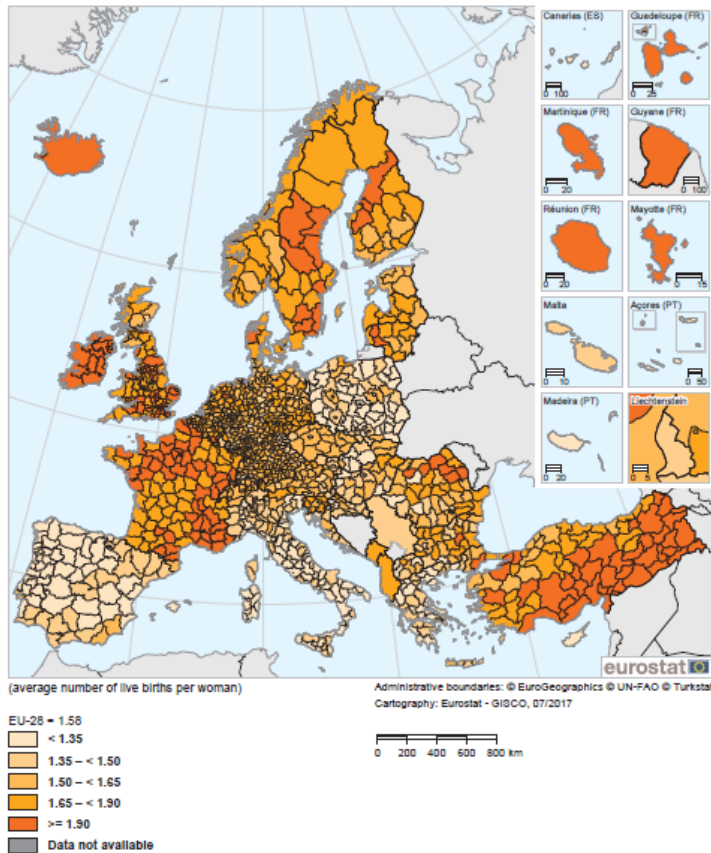 Canarias (ES)
0 100
Guadeloupe (FR)
0 25
Martinique (FR)
0 20
Guyane (FR)
0 100
Réunion (FR)
0 20
Mayotte (FR)
0 15
Malta
0 10
Açores (PT)
0 50
Madeira (PT)
0 20
Liechtenstein
0 5
eurostat
(average number of live births per woman)
Administrative boundaries: © EuroGeographics © UN-FAO © Turkstat
Cartography: Eurostat - GISCO, 07/2017
EU-28 = 1.58
< 1.35
1.35 – < 1.50
1.50 – < 1.65
1.65 – < 1.90
>= 1.90
Data not available
0 200 400 600 800 km